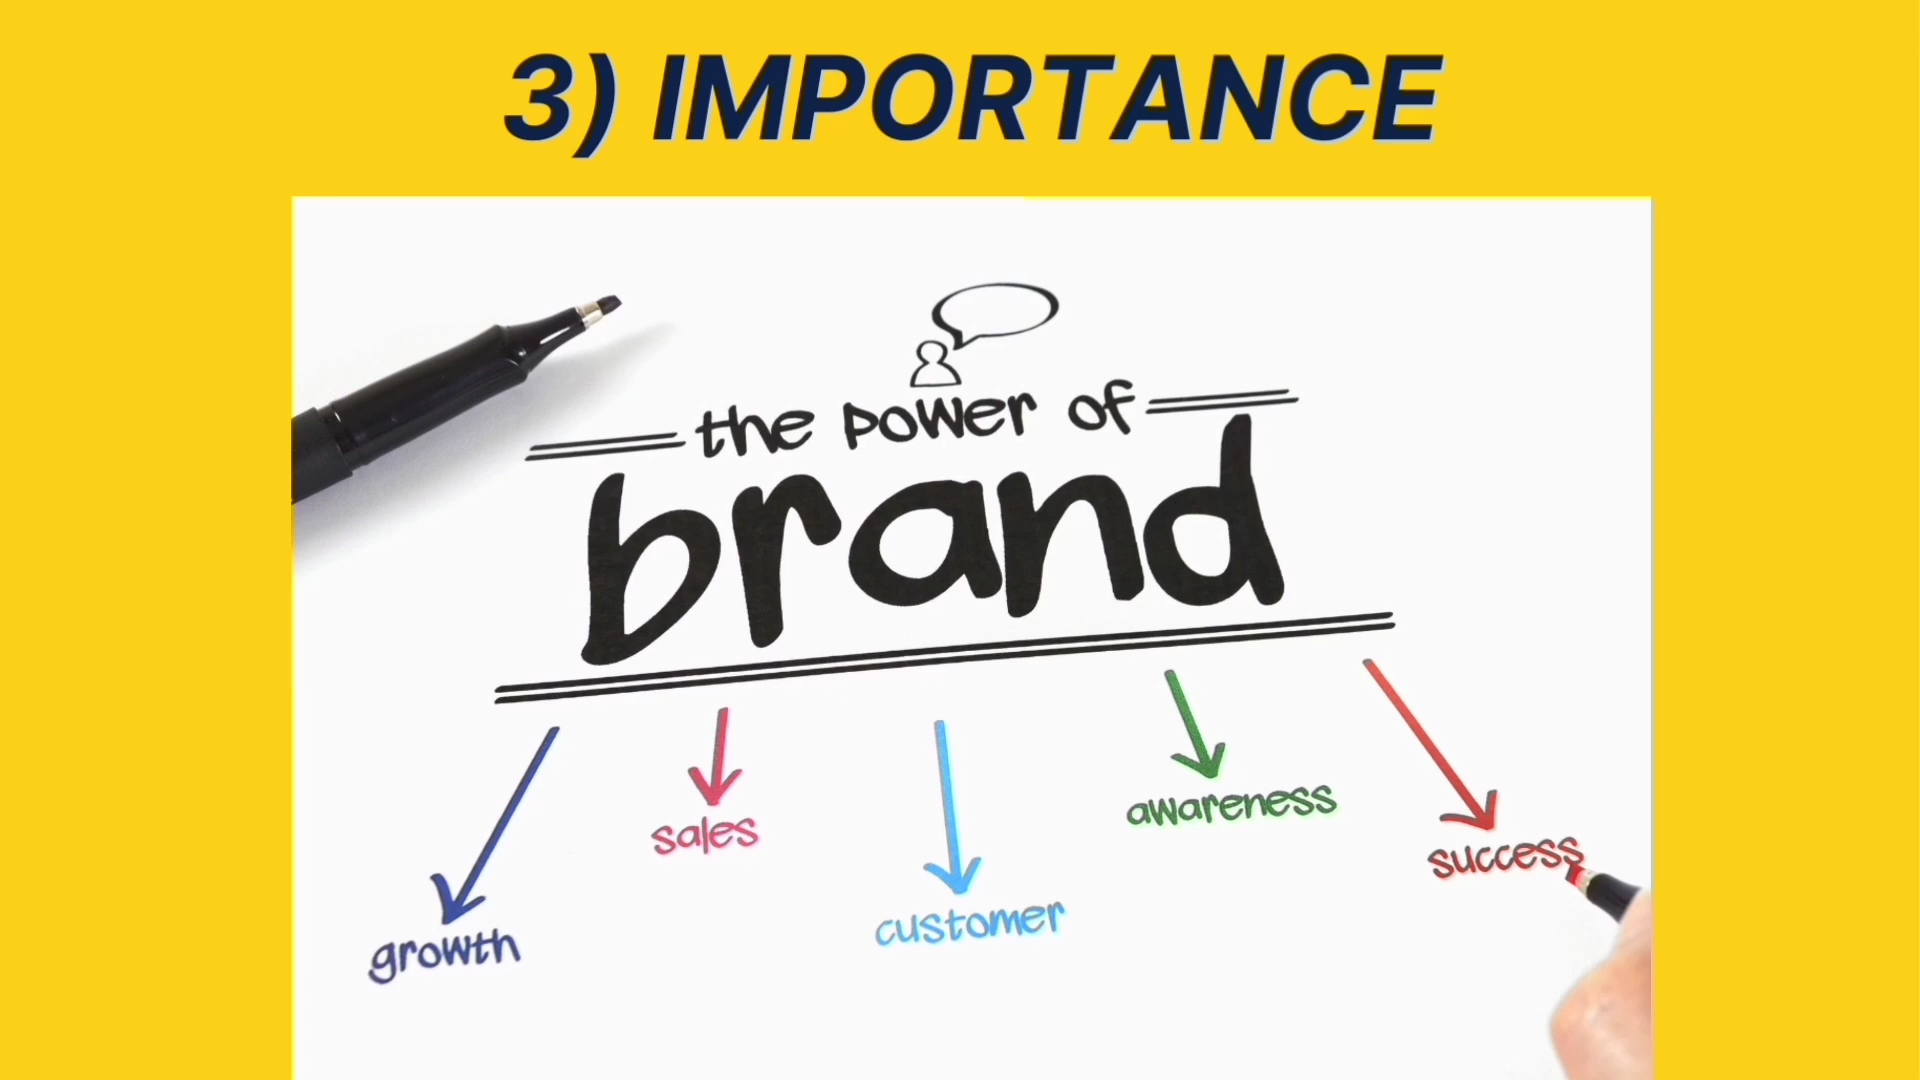 3) IMPORTANCE
the power of
brand
growth
sales
customer
awareness
success